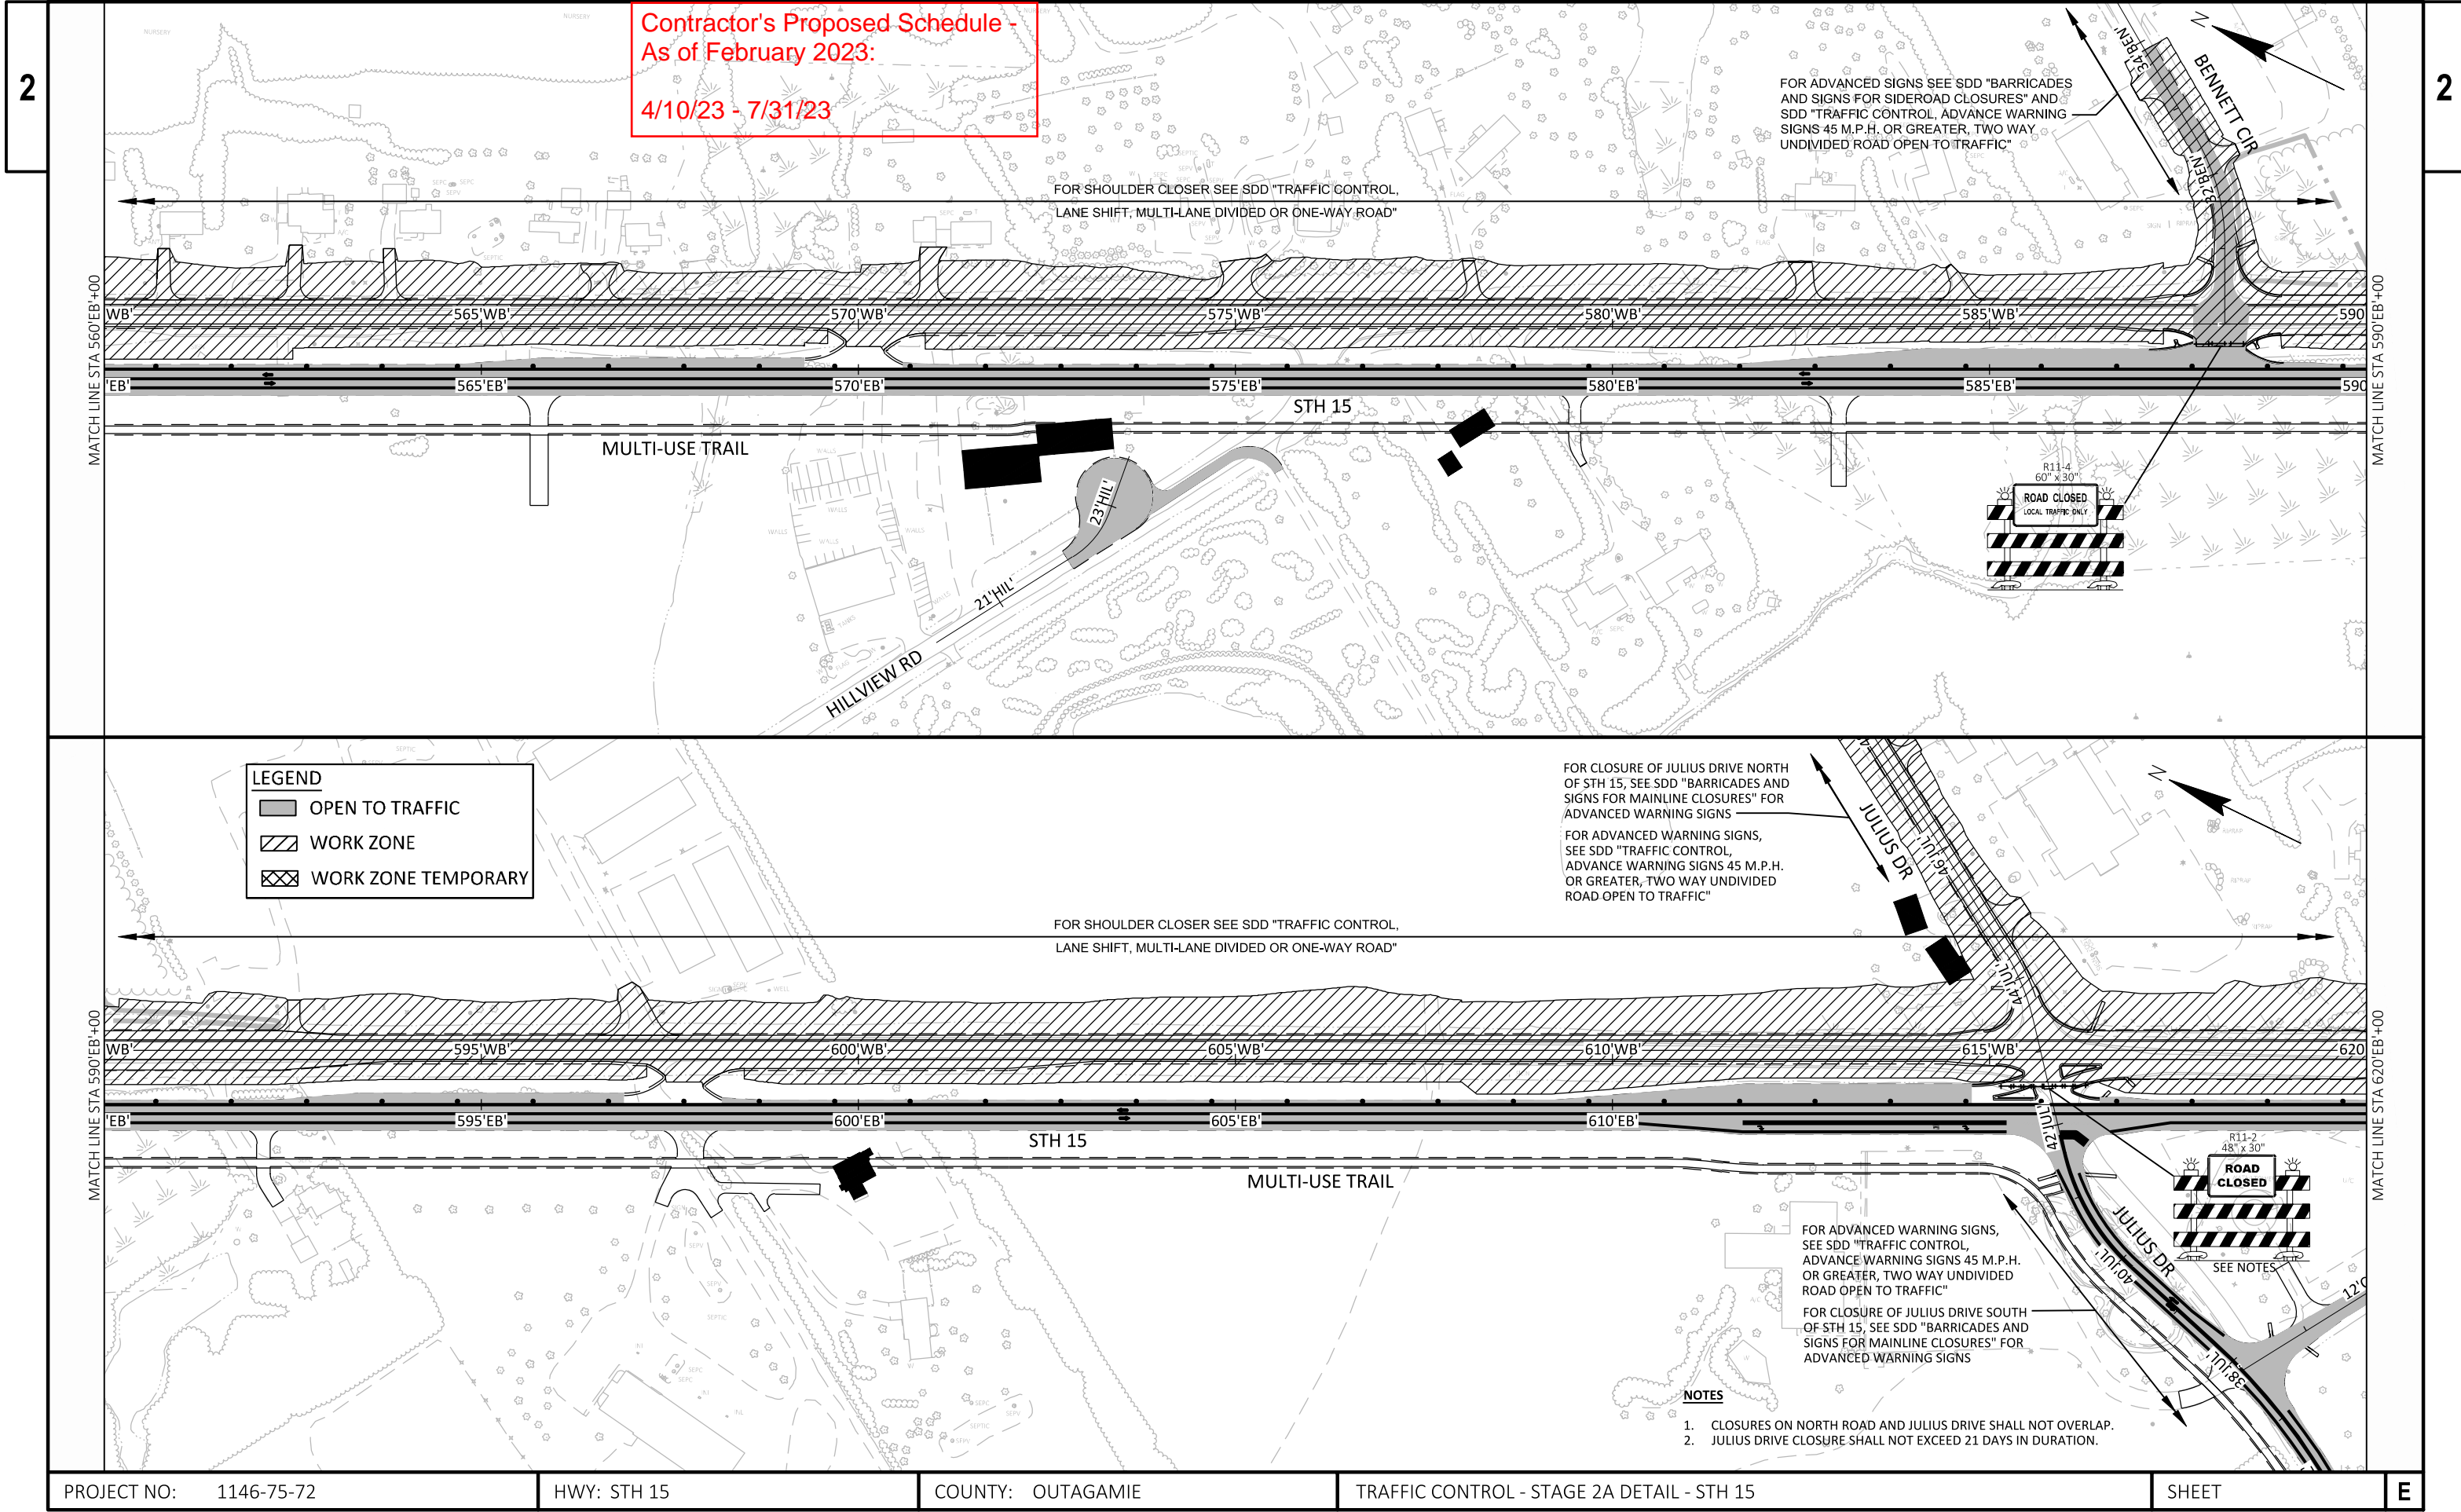 2
2
Contractor's Proposed Schedule -
As of February 2023:
4/10/23 - 7/31/23
NURSERY
NURSERY
FOR ADVANCED SIGNS SEE SDD "BARRICADES
AND SIGNS FOR SIDEROAD CLOSURES" AND
SDD "TRAFFIC CONTROL, ADVANCE WARNING
SIGNS 45 M.P.H. OR GREATER, TWO WAY
UNDIVIDED ROAD OPEN TO TRAFFIC"
34'BEN'
BENNETT CIR
32'BEN'
N
FOR SHOULDER CLOSER SEE SDD "TRAFFIC CONTROL,
LANE SHIFT, MULTI-LANE DIVIDED OR ONE-WAY ROAD"
MATCH LINE STA 560'EB'+00
WB'
565'WB'
570'WB'
575'WB'
580'WB'
585'WB'
590
'EB'
565'EB'
570'EB'
575'EB'
580'EB'
585'EB'
590
MATCH LINE STA 590'EB'+00
STH 15
MULTI-USE TRAIL
23'HIL'
21'HIL'
HILLVIEW RD
R11-4
60" x 30"
ROAD CLOSED
LOCAL TRAFFIC ONLY
LEGEND
OPEN TO TRAFFIC
WORK ZONE
WORK ZONE TEMPORARY
FOR CLOSURE OF JULIUS DRIVE NORTH
OF STH 15, SEE SDD "BARRICADES AND
SIGNS FOR MAINLINE CLOSURES" FOR
ADVANCED WARNING SIGNS
FOR ADVANCED WARNING SIGNS,
SEE SDD "TRAFFIC CONTROL,
ADVANCE WARNING SIGNS 45 M.P.H.
OR GREATER, TWO WAY UNDIVIDED
ROAD OPEN TO TRAFFIC"
JULIUS DR
46'JUL'
44'JUL'
N
FOR SHOULDER CLOSER SEE SDD "TRAFFIC CONTROL,
LANE SHIFT, MULTI-LANE DIVIDED OR ONE-WAY ROAD"
MATCH LINE STA 590'EB'+00
WB'
595'WB'
600'WB'
605'WB'
610'WB'
615'WB'
620
'EB'
595'EB'
600'EB'
605'EB'
610'EB'
MATCH LINE STA 620'EB'+00
STH 15
MULTI-USE TRAIL
42'JUL'
R11-2
48" x 30"
ROAD
CLOSED
SEE NOTES
JULIUS DR
40'JUL'
38'JUL'
FOR ADVANCED WARNING SIGNS,
SEE SDD "TRAFFIC CONTROL,
ADVANCE WARNING SIGNS 45 M.P.H.
OR GREATER, TWO WAY UNDIVIDED
ROAD OPEN TO TRAFFIC"
FOR CLOSURE OF JULIUS DRIVE SOUTH
OF STH 15, SEE SDD "BARRICADES AND
SIGNS FOR MAINLINE CLOSURES" FOR
ADVANCED WARNING SIGNS
NOTES
1. CLOSURES ON NORTH ROAD AND JULIUS DRIVE SHALL NOT OVERLAP.
2. JULIUS DRIVE CLOSURE SHALL NOT EXCEED 21 DAYS IN DURATION.
PROJECT NO: 1146-75-72
HWY: STH 15
COUNTY: OUTAGAMIE
TRAFFIC CONTROL - STAGE 2A DETAIL - STH 15
SHEET
E